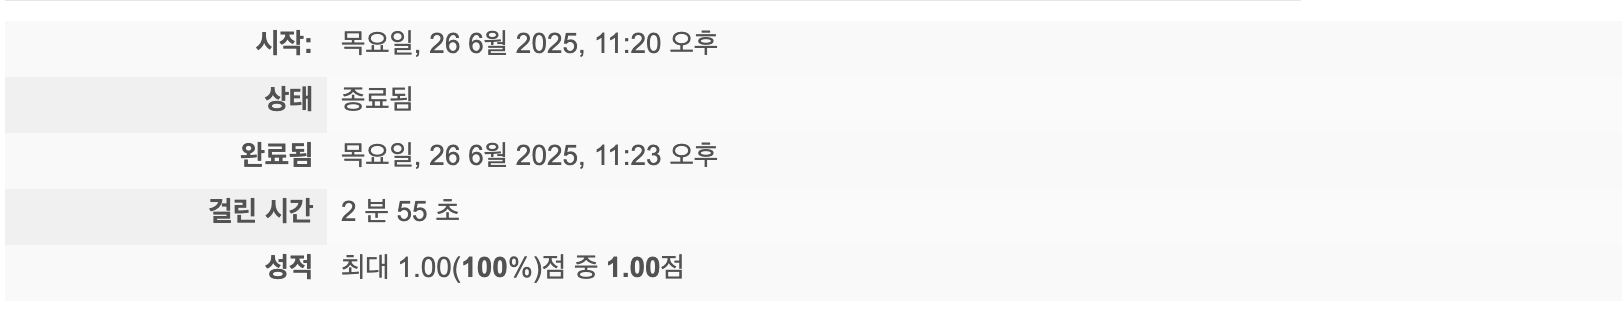 시작: 목요일, 26 6월 2025, 11:20 오후
상태 종료됨
완료됨 목요일, 26 6월 2025, 11:23 오후
걸린 시간 2 분 55 초
성적 최대 1.00(100%)점 중 1.00점